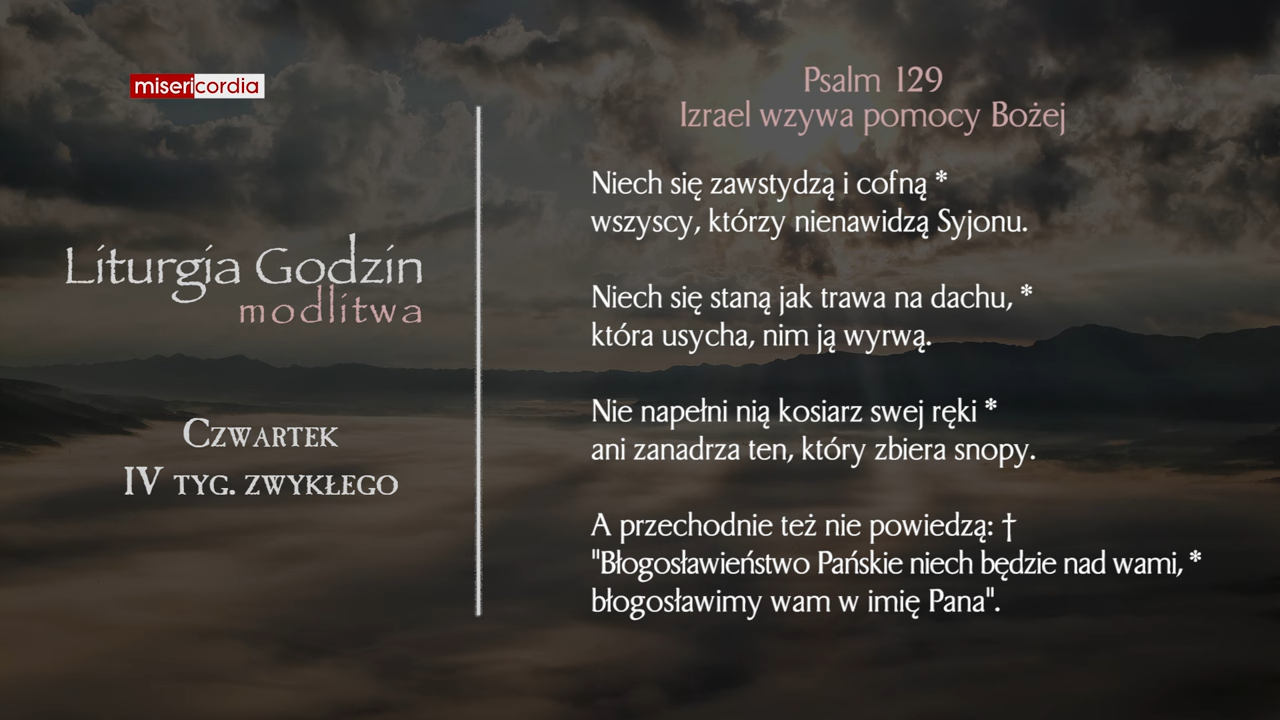 misericordia
Liturgia Godzin
modlitwa
Czwartek
IV tyg. zwykłego
Psalm 129
Izrael wzywa pomocy Bożej
Niech się zawstydzą i cofną *
wszyscy, którzy nienawidzą Syjonu.
Niech się staną jak trawa na dachu, *
która usycha, nim ją wyrwą.
Nie napełni nią kosiarz swej ręki *
ani zanadrza ten, który zbiera snopy.
A przechodnie też nie powiedzą: †
"Błogosławieństwo Pańskie niech będzie nad wami, *
błogosławimy wam w imię Pana".